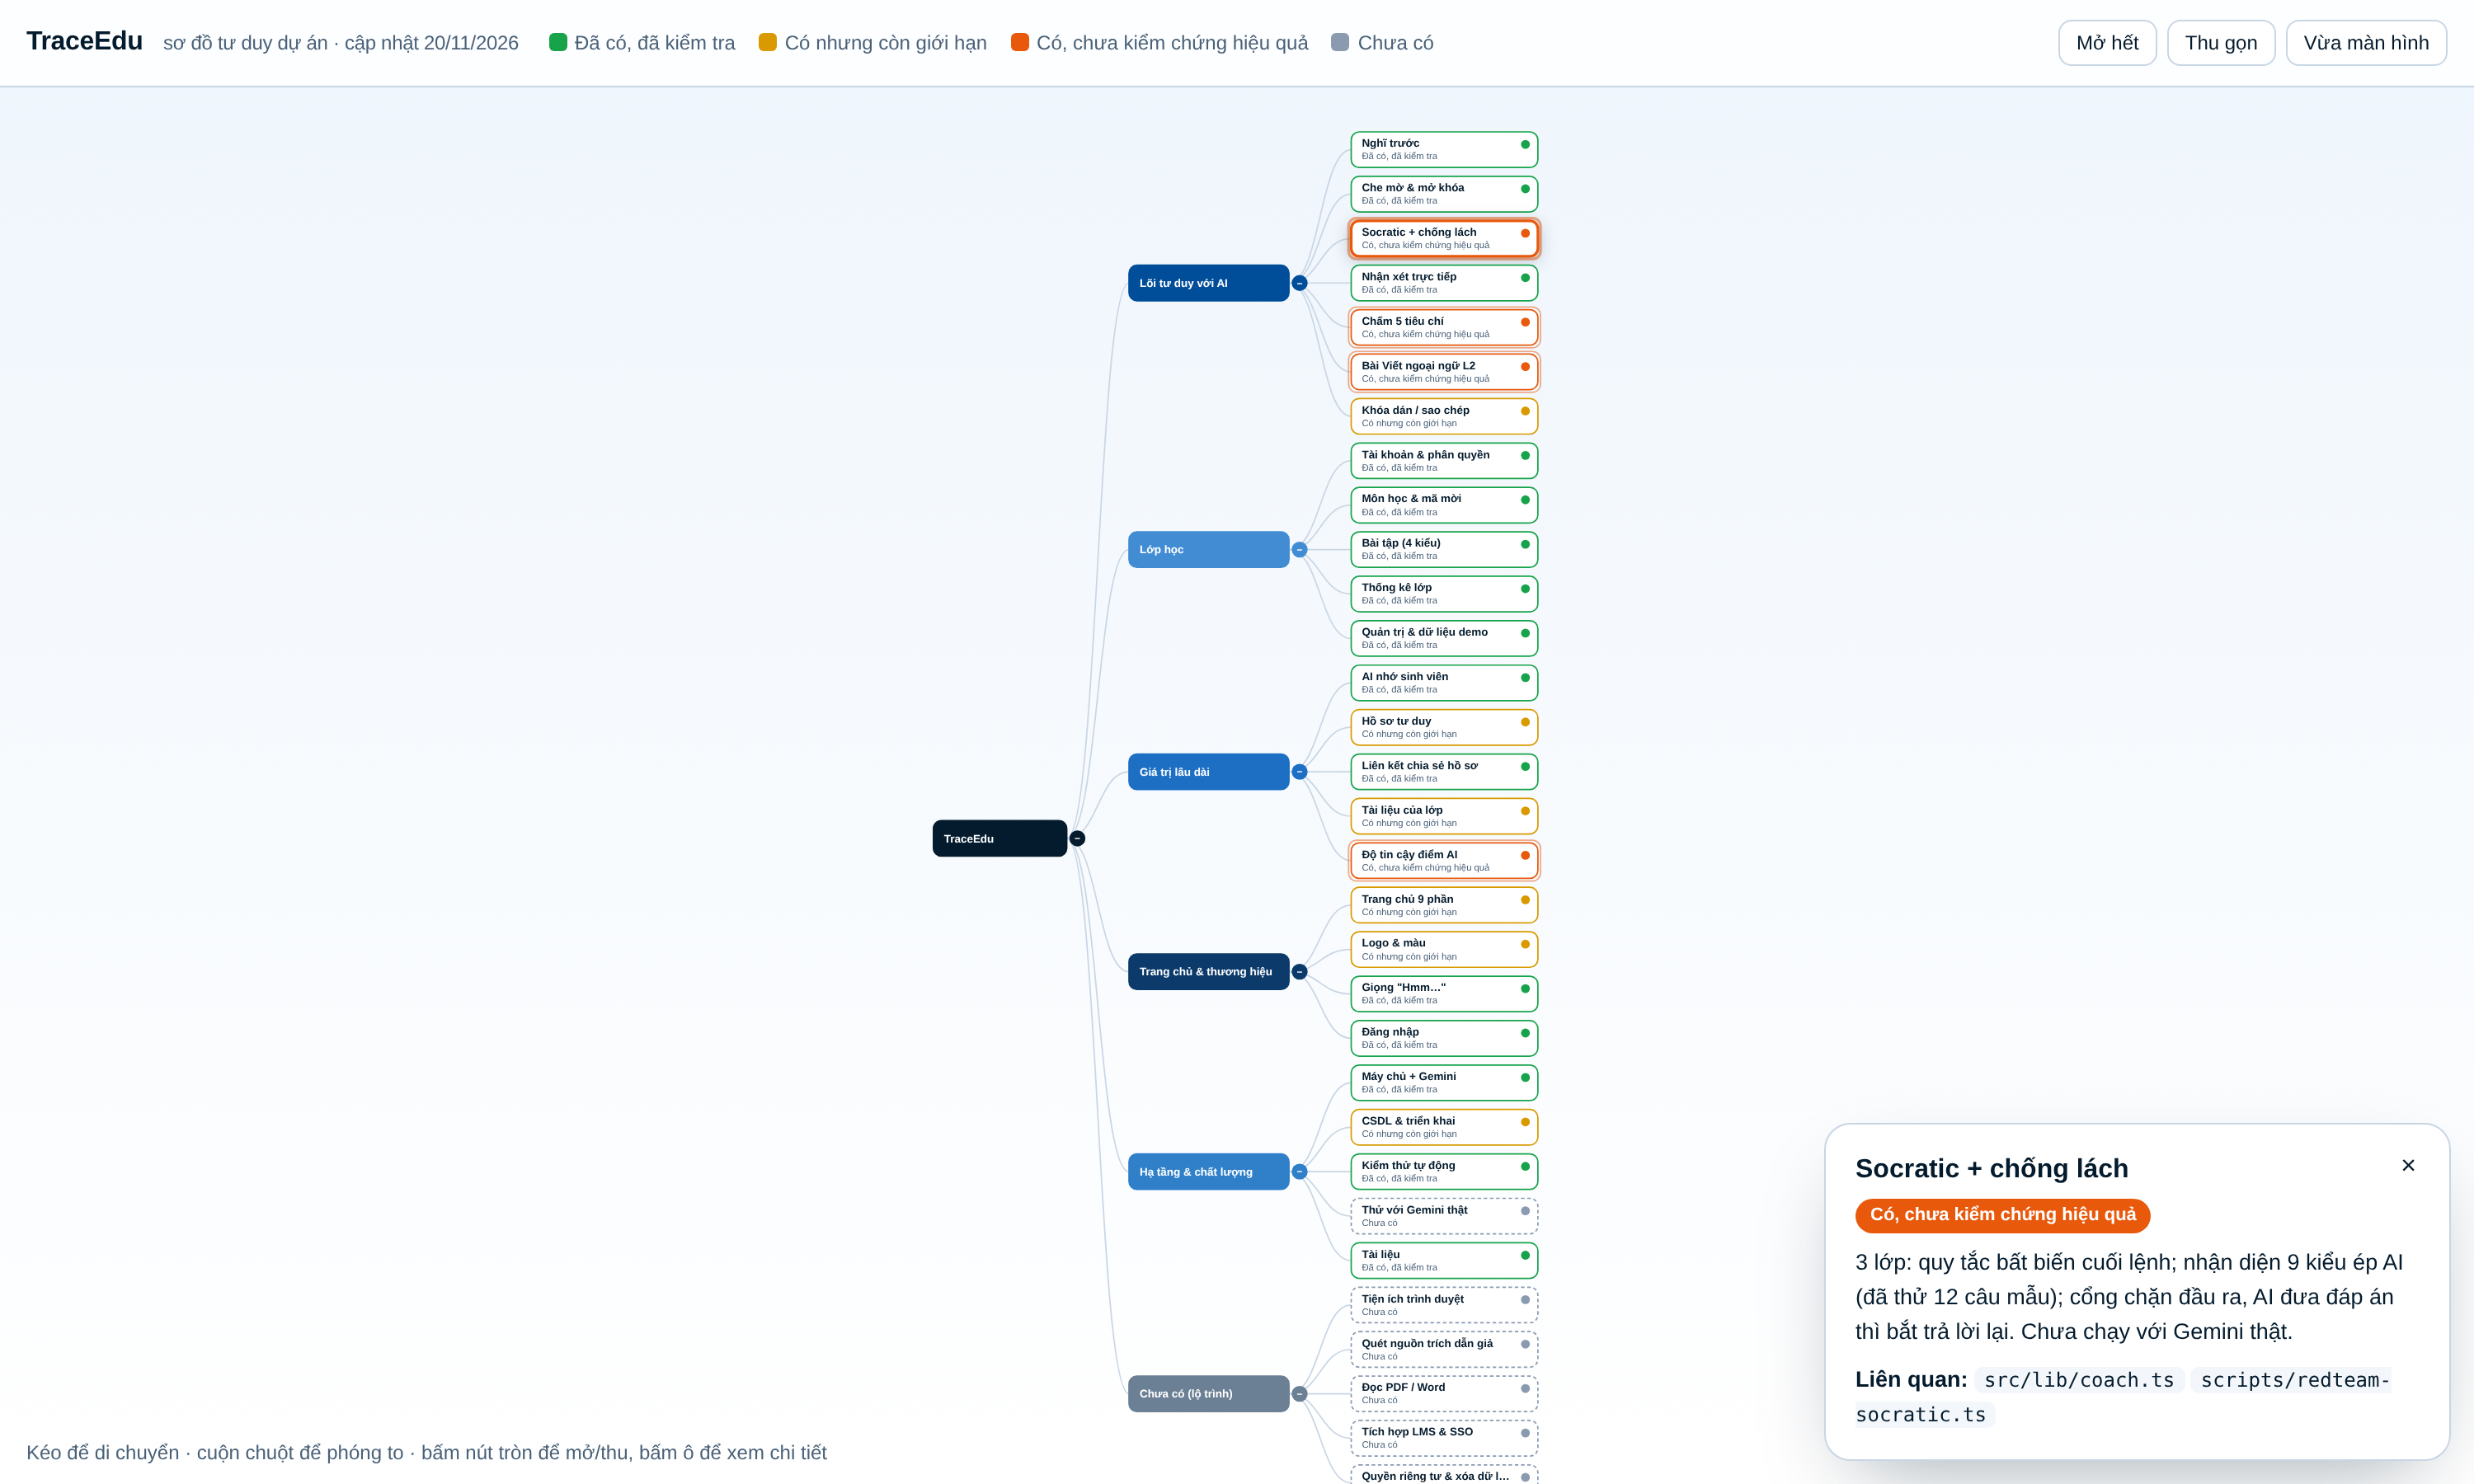 TraceEdu sơ đồ tư duy dự án · cập nhật 20/11/2026 Đã có, đã kiểm tra Có nhưng còn giới hạn Có, chưa kiểm chứng hiệu quả Chưa có Mở hết Thu gọn Vừa màn hình
TraceEdu
Lõi tư duy với AI
Nghĩ trước
Đã có, đã kiểm tra
Che mờ & mở khóa
Đã có, đã kiểm tra
Socratic + chống lách
Có, chưa kiểm chứng hiệu quả
Nhận xét trực tiếp
Đã có, đã kiểm tra
Chấm 5 tiêu chí
Có, chưa kiểm chứng hiệu quả
Bài Viết ngoại ngữ L2
Có, chưa kiểm chứng hiệu quả
Khóa dán / sao chép
Có nhưng còn giới hạn
Lớp học
Tài khoản & phân quyền
Đã có, đã kiểm tra
Môn học & mã mời
Đã có, đã kiểm tra
Bài tập (4 kiểu)
Đã có, đã kiểm tra
Thống kê lớp
Đã có, đã kiểm tra
Quản trị & dữ liệu demo
Đã có, đã kiểm tra
Giá trị lâu dài
AI nhớ sinh viên
Đã có, đã kiểm tra
Hồ sơ tư duy
Có nhưng còn giới hạn
Liên kết chia sẻ hồ sơ
Đã có, đã kiểm tra
Tài liệu của lớp
Có nhưng còn giới hạn
Độ tin cậy điểm AI
Có, chưa kiểm chứng hiệu quả
Trang chủ & thương hiệu
Trang chủ 9 phần
Có nhưng còn giới hạn
Logo & màu
Có nhưng còn giới hạn
Giọng "Hmm…"
Đã có, đã kiểm tra
Đăng nhập
Đã có, đã kiểm tra
Hạ tầng & chất lượng
Máy chủ + Gemini
Đã có, đã kiểm tra
CSDL & triển khai
Có nhưng còn giới hạn
Kiểm thử tự động
Đã có, đã kiểm tra
Thử với Gemini thật
Chưa có
Tài liệu
Đã có, đã kiểm tra
Chưa có (lộ trình)
Tiện ích trình duyệt
Chưa có
Quét nguồn trích dẫn giả
Chưa có
Đọc PDF / Word
Chưa có
Tích hợp LMS & SSO
Chưa có
Quyền riêng tư & xóa dữ l…
Socratic + chống lách
Có, chưa kiểm chứng hiệu quả
3 lớp: quy tắc bất biến cuối lệnh; nhận diện 9 kiểu ép AI
(đã thử 12 câu mẫu); cổng chặn đầu ra, AI đưa đáp án
thì bắt trả lời lại. Chưa chạy với Gemini thật.
Liên quan: src/lib/coach.ts scripts/redteam-
socratic.ts
Kéo để di chuyển · cuộn chuột để phóng to · bấm nút tròn để mở/thu, bấm ô để xem chi tiết